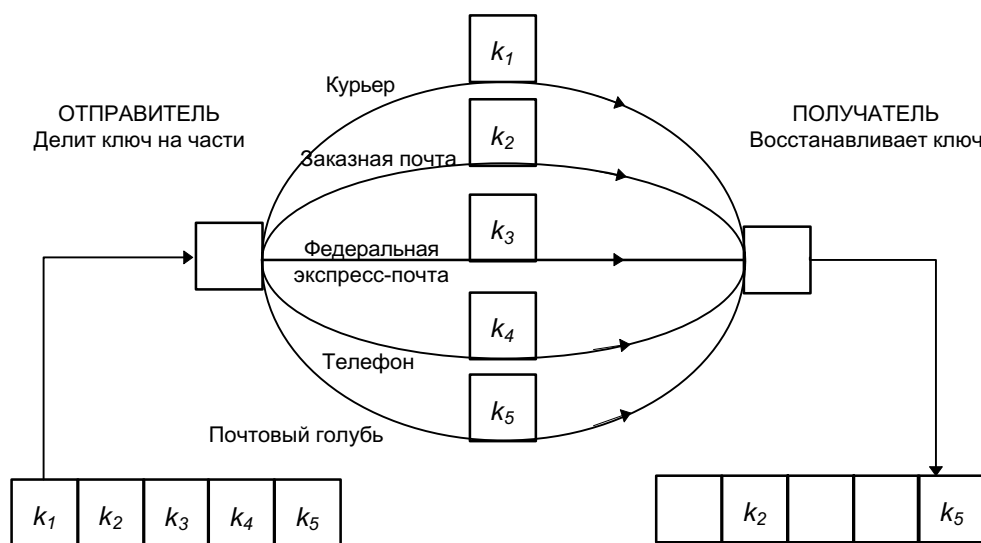 k1
Курьер
ОТПРАВИТЕЛЬ
Делит ключ на части
ПОЛУЧАТЕЛЬ
Восстанавливает ключ
k2
Заказная почта
k3
Федеральная
экспресс-почта
k4
Телефон
k5
Почтовый голубь
k1 k2 k3 k4 k5
k2 k5